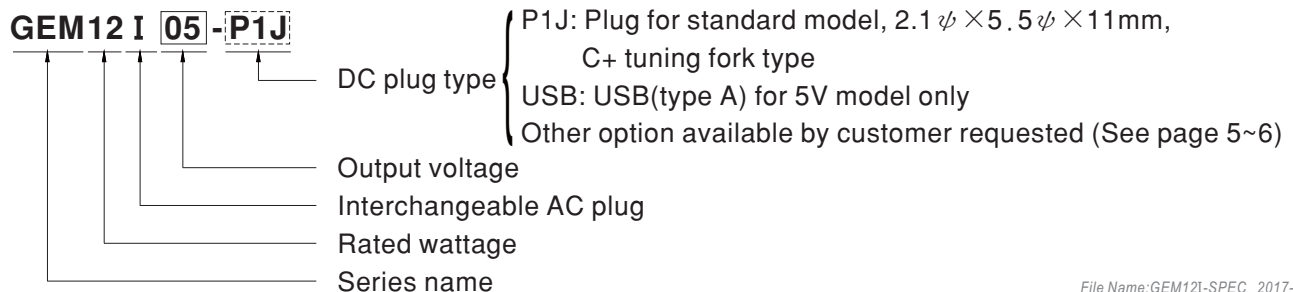 GEM12 I 05 - P1J
DC plug type
P1J: Plug for standard model, 2.1ψ×5.5ψ×11mm,
C+ tuning fork type
USB: USB(type A) for 5V model only
Other option available by customer requested (See page 5~6)
Output voltage
Interchangeable AC plug
Rated wattage
Series name
File Name:GEM12I-SPEC 2017-